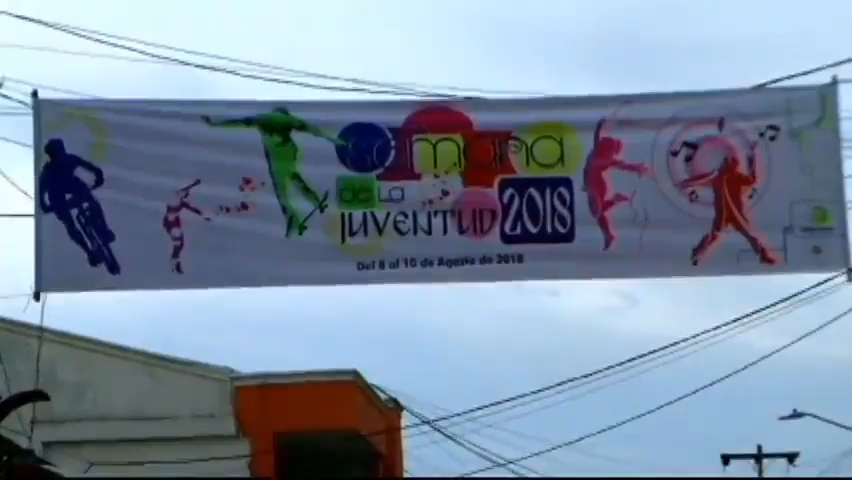 Semana
de LA
JUVENTUD 2018
Del 6 al 10 de Agosto de 2018